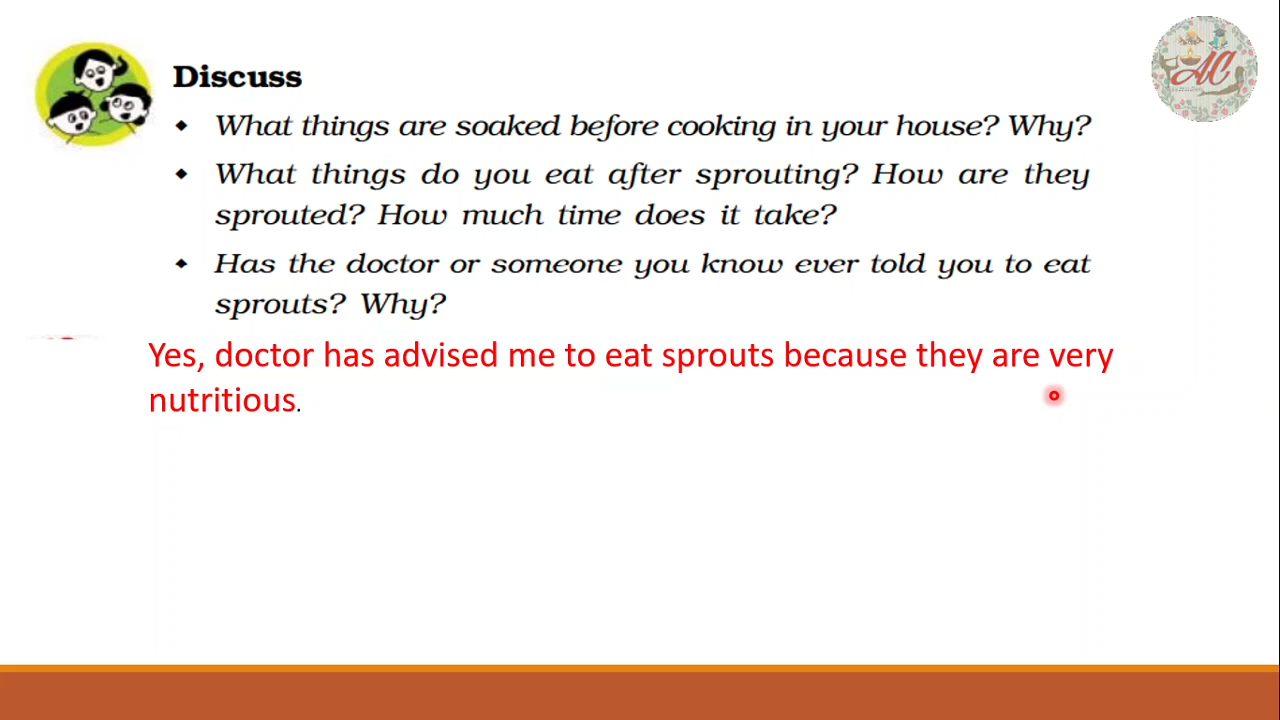 Discuss
◆ What things are soaked before cooking in your house? Why?
◆ What things do you eat after sprouting? How are they
sprouted? How much time does it take?
◆ Has the doctor or someone you know ever told you to eat
sprouts? Why?
Yes, doctor has advised me to eat sprouts because they are very
nutritious.
AC